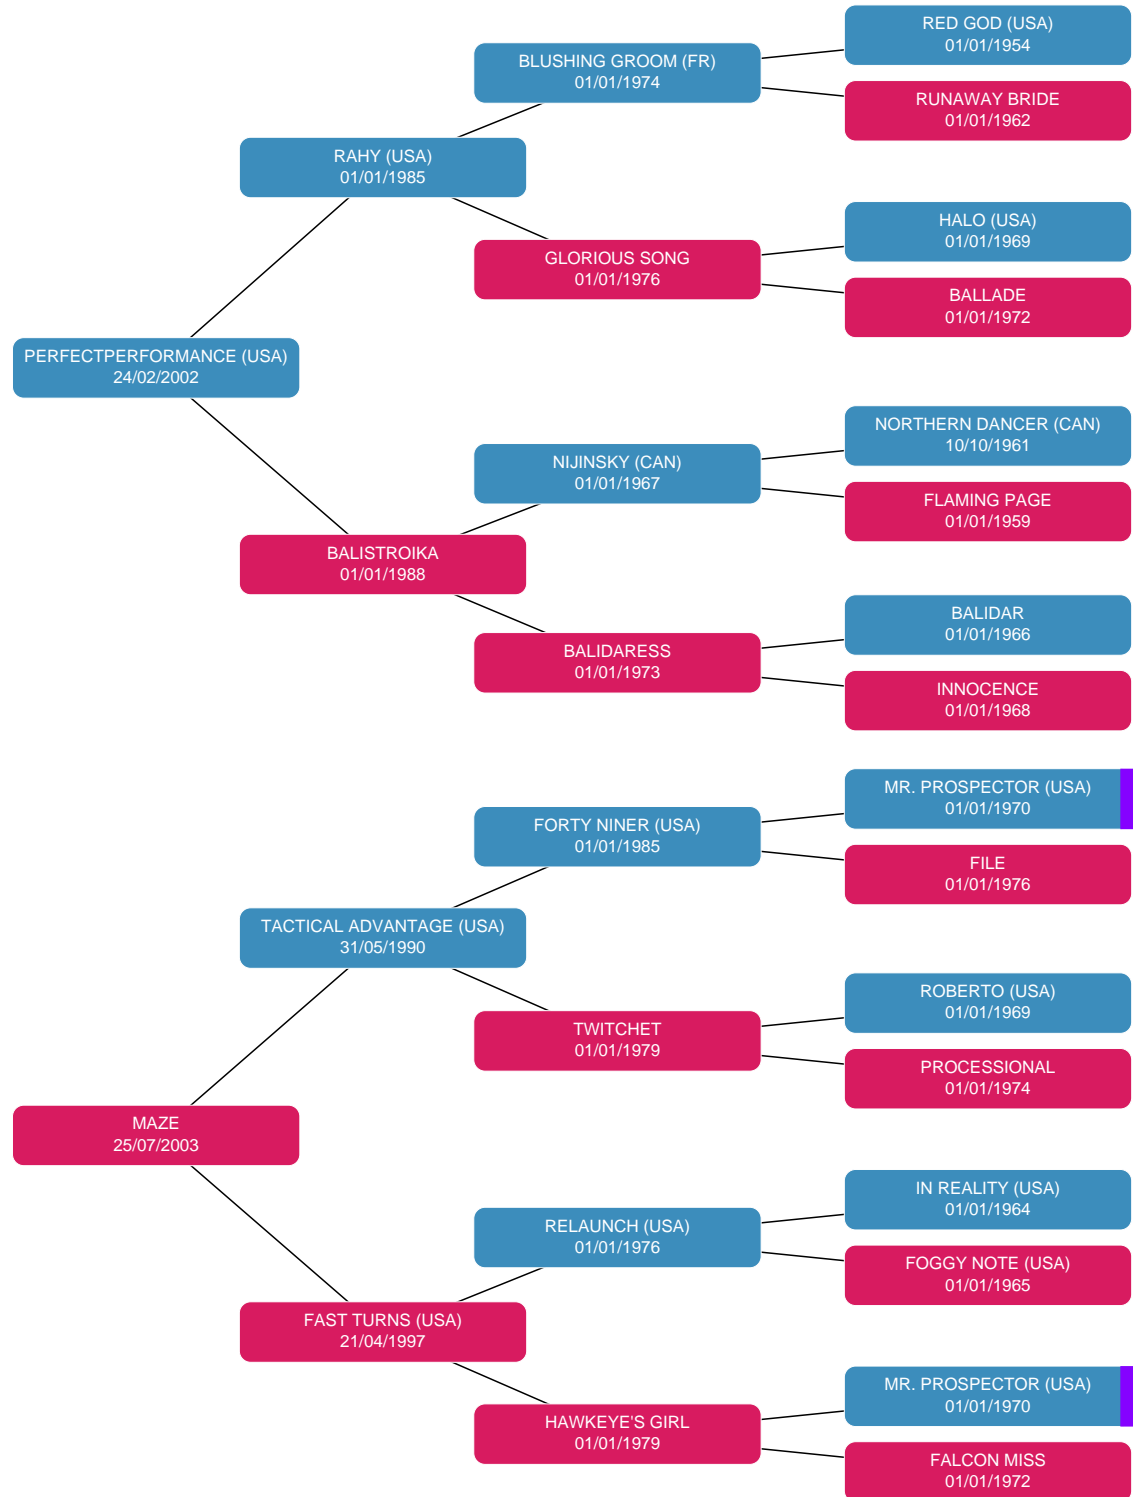 RED GOD (USA)
01/01/1954
BLUSHING GROOM (FR)
01/01/1974
RUNAWAY BRIDE
01/01/1962
RAHY (USA)
01/01/1985
HALO (USA)
01/01/1969
GLORIOUS SONG
01/01/1976
BALLADE
01/01/1972
PERFECTPERFORMANCE (USA)
24/02/2002
NORTHERN DANCER (CAN)
10/10/1961
NIJINSKY (CAN)
01/01/1967
FLAMING PAGE
01/01/1959
BALISTROIKA
01/01/1988
BALIDAR
01/01/1966
BALIDARESS
01/01/1973
INNOCENCE
01/01/1968
MR. PROSPECTOR (USA)
01/01/1970
FORTY NINER (USA)
01/01/1985
FILE
01/01/1976
TACTICAL ADVANTAGE (USA)
31/05/1990
ROBERTO (USA)
01/01/1969
TWITCHET
01/01/1979
PROCESSIONAL
01/01/1974
MAZE
25/07/2003
IN REALITY (USA)
01/01/1964
RELAUNCH (USA)
01/01/1976
FOGGY NOTE (USA)
01/01/1965
FAST TURNS (USA)
21/04/1997
MR. PROSPECTOR (USA)
01/01/1970
HAWKEYE'S GIRL
01/01/1979
FALCON MISS
01/01/1972